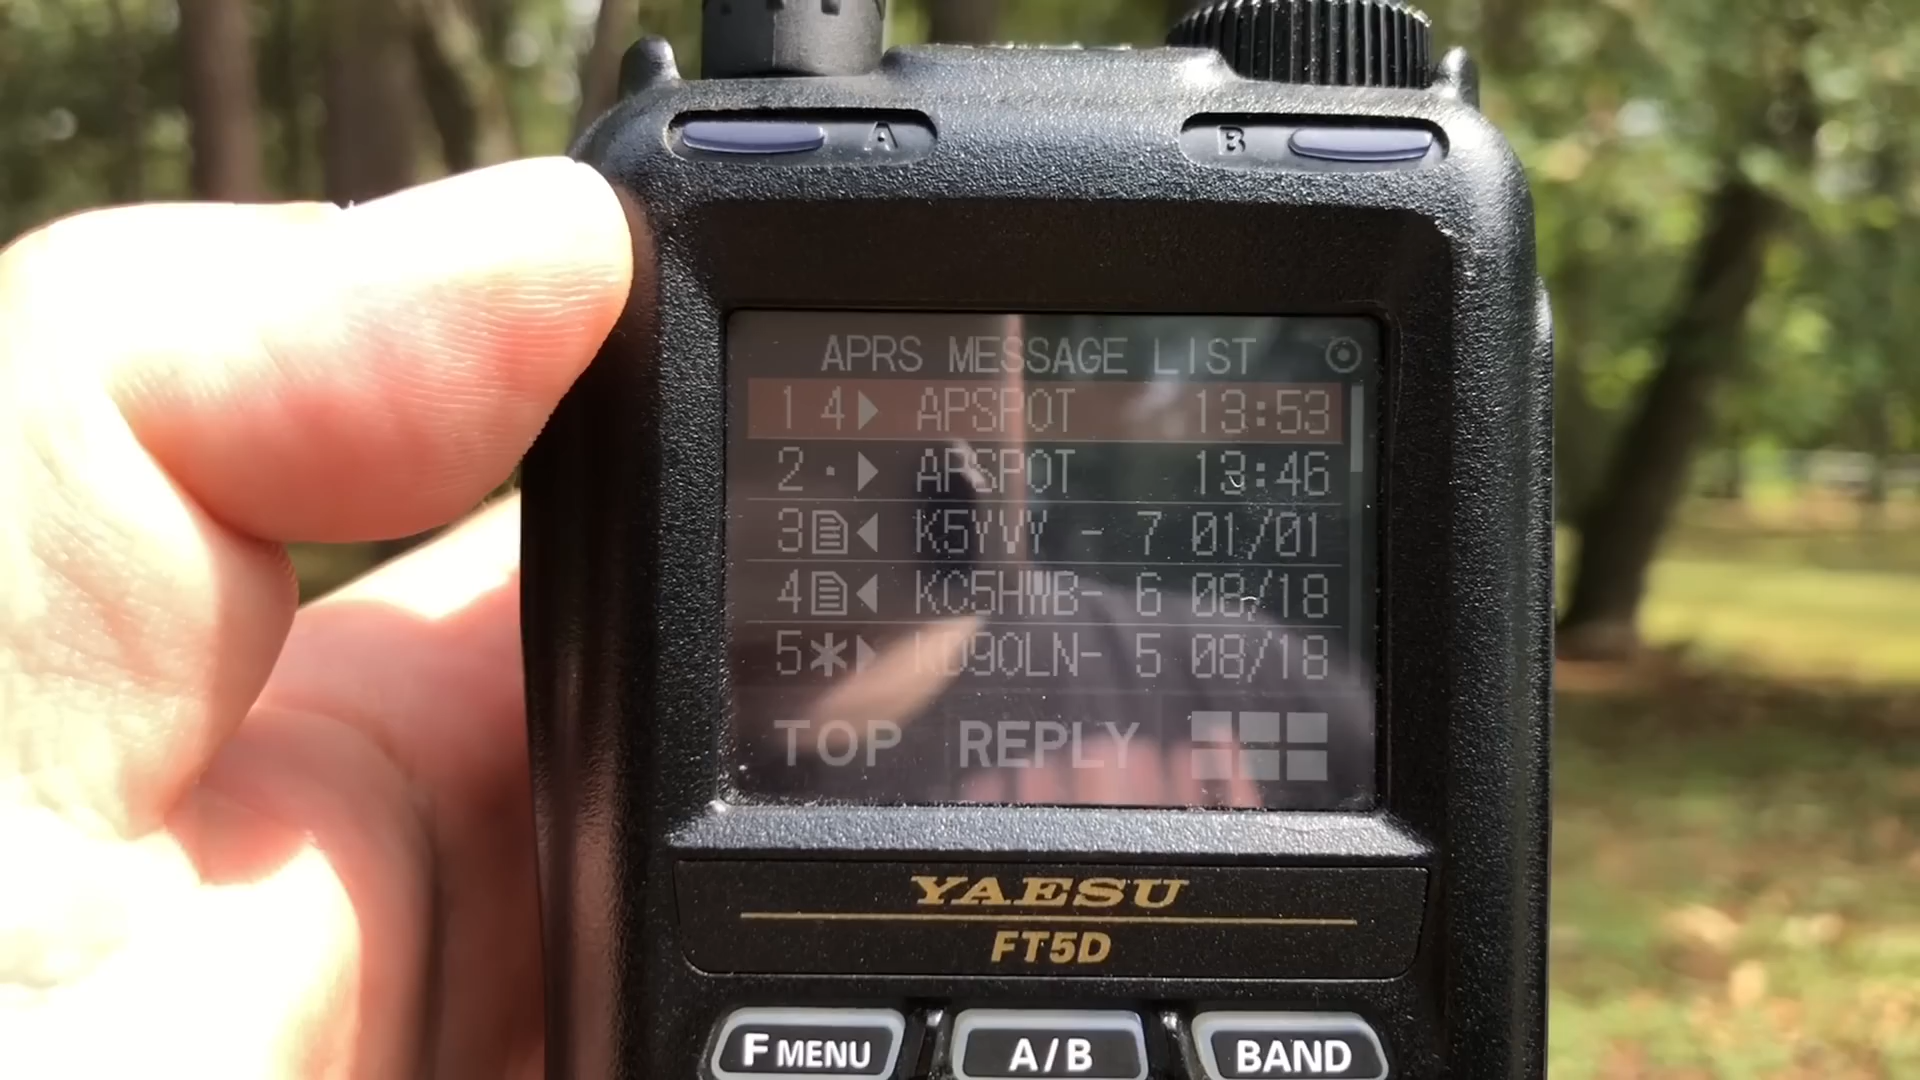 A B
APRS MESSAGE LIST
1 4 APSPOT 13:53
2 · APSPOT 13:46
3 K5YVY - 7 01/01
4 KC5HWB- 6 08/18
5* KD9OLN- 5 08/18
TOP REPLY
YAESU
FT5D
F MENU A/B BAND